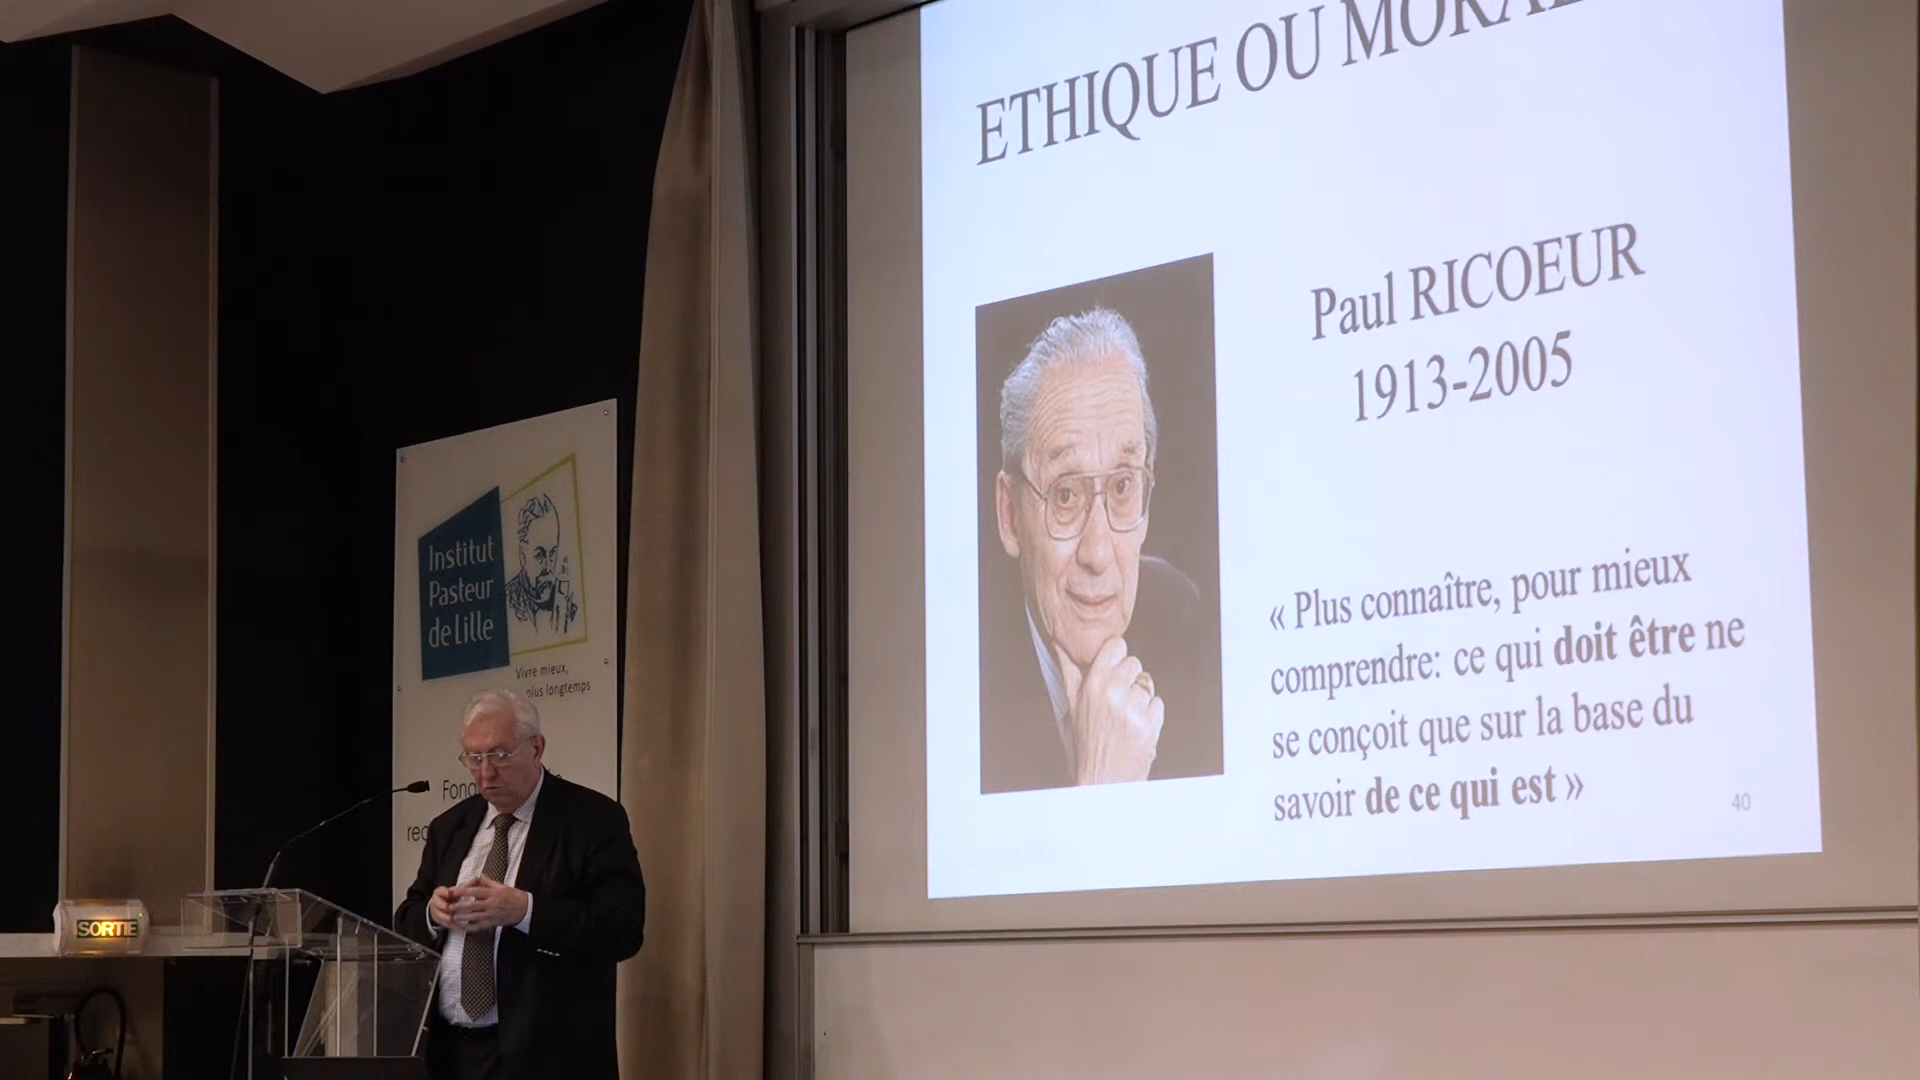 ETHIQUE OU MORAL
Paul RICOEUR
1913-2005
« Plus connaître, pour mieux
comprendre: ce qui doit être ne
se conçoit que sur la base du
savoir de ce qui est »
40
Institut
Pasteur
de Lille
Vivre mieux,
plus longtemps
SORTIE